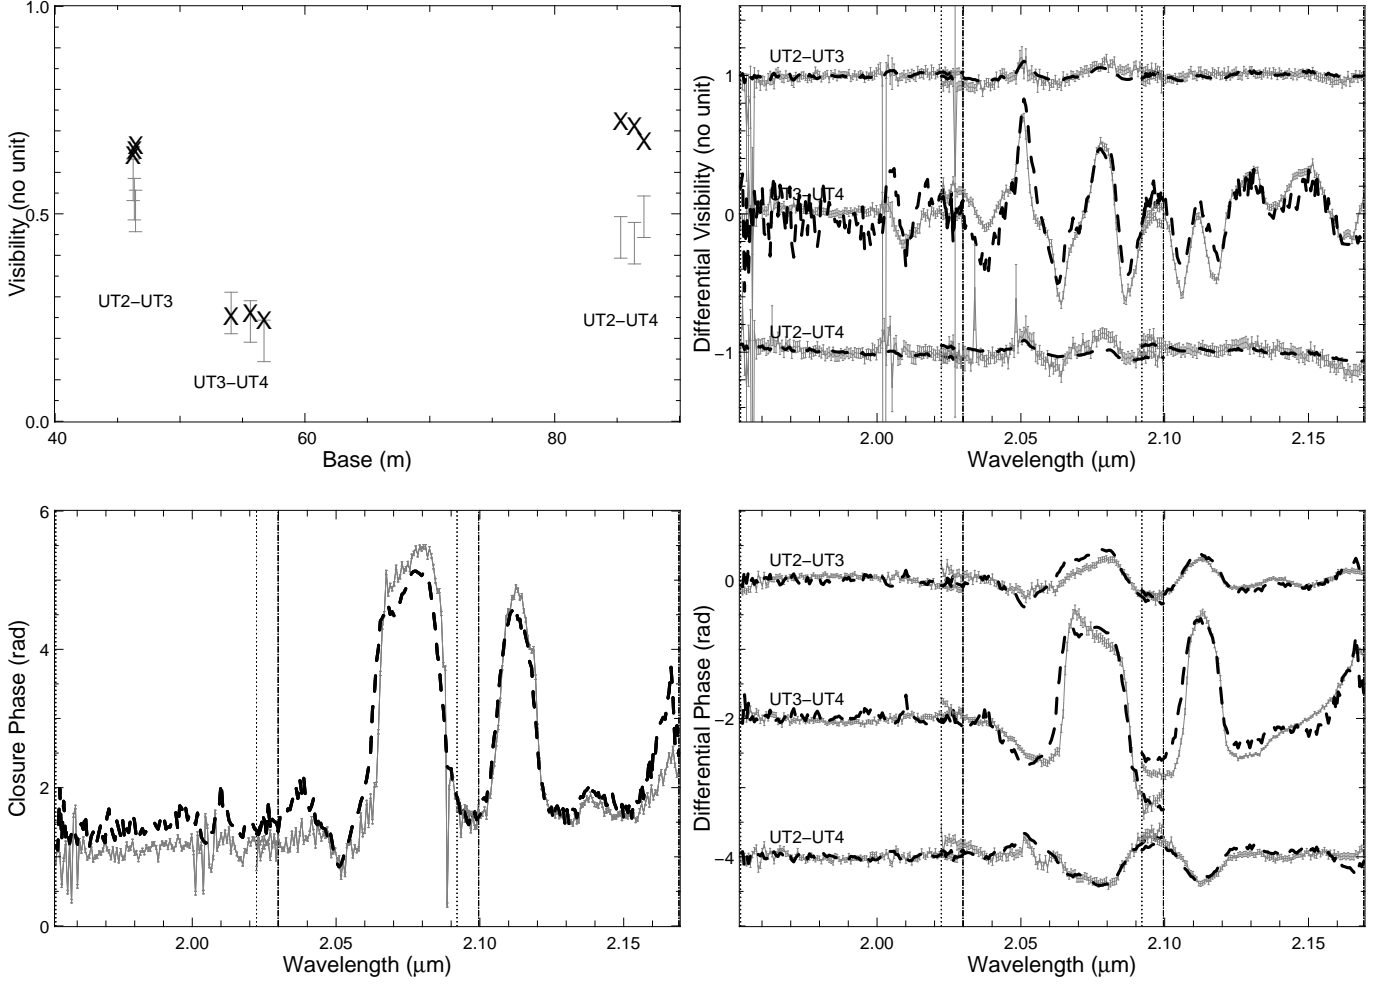 1.0
0.5
0.0
Visibility (no unit)
UT2−UT3
UT3−UT4
UT2−UT4
40
60
80
Base (m)
1
0
−1
Differential Visibility (no unit)
UT2−UT3
UT3−UT4
UT2−UT4
2.00
2.05
2.10
2.15
Wavelength (μm)
6
4
2
0
Closure Phase (rad)
2.00
2.05
2.10
2.15
Wavelength (μm)
0
−2
−4
Differential Phase (rad)
UT2−UT3
UT3−UT4
UT2−UT4
2.00
2.05
2.10
2.15
Wavelength (μm)